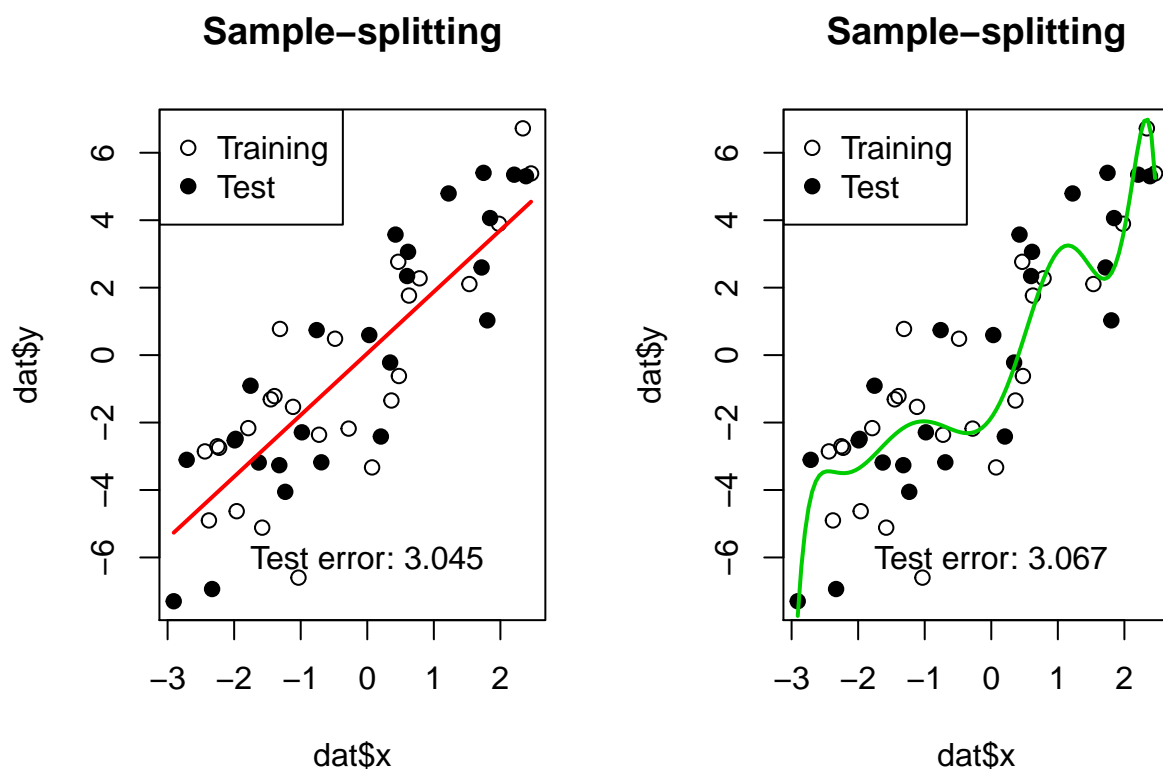 Sample−splitting
Training
Test
Test error: 3.045
dat$y
−6 −4 −2 0 2 4 6
−3 −2 −1 0 1 2
dat$x
Sample−splitting
Training
Test
Test error: 3.067
dat$y
−6 −4 −2 0 2 4 6
−3 −2 −1 0 1 2
dat$x